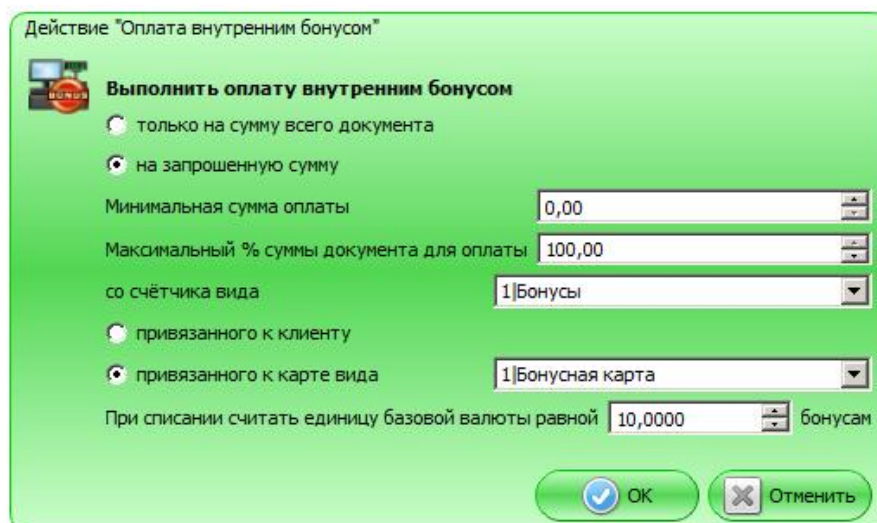 Действие "Оплата внутренним бонусом"
BONUS
Выполнить оплату внутренним бонусом
только на сумму всего документа
на запрошенную сумму
Минимальная сумма оплаты 0,00
Максимальный % суммы документа для оплаты 100,00
со счётчика вида 1|Бонусы
привязанного к клиенту
привязанного к карте вида 1|Бонусная карта
При списании считать единицу базовой валюты равной 10,0000 бонусам
ОК Отменить